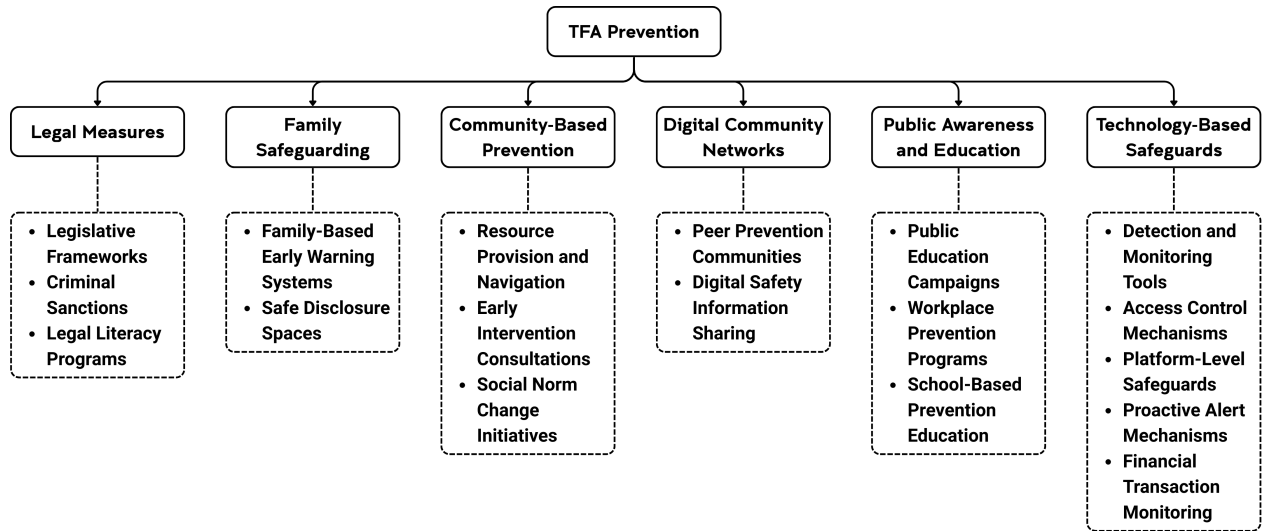 TFA Prevention
Legal Measures
Family
Safeguarding
Community-Based
Prevention
Digital Community
Networks
Public Awareness
and Education
Technology-Based
Safeguards
• Legislative
Frameworks
• Criminal
Sanctions
• Legal Literacy
Programs
• Family-Based
Early Warning
Systems
• Safe Disclosure
Spaces
• Resource
Provision and
Navigation
• Early
Intervention
Consultations
• Social Norm
Change
Initiatives
• Peer Prevention
Communities
• Digital Safety
Information
Sharing
• Public
Education
Campaigns
• Workplace
Prevention
Programs
• School-Based
Prevention
Education
• Detection and
Monitoring
Tools
• Access Control
Mechanisms
• Platform-Level
Safeguards
• Proactive Alert
Mechanisms
• Financial
Transaction
Monitoring